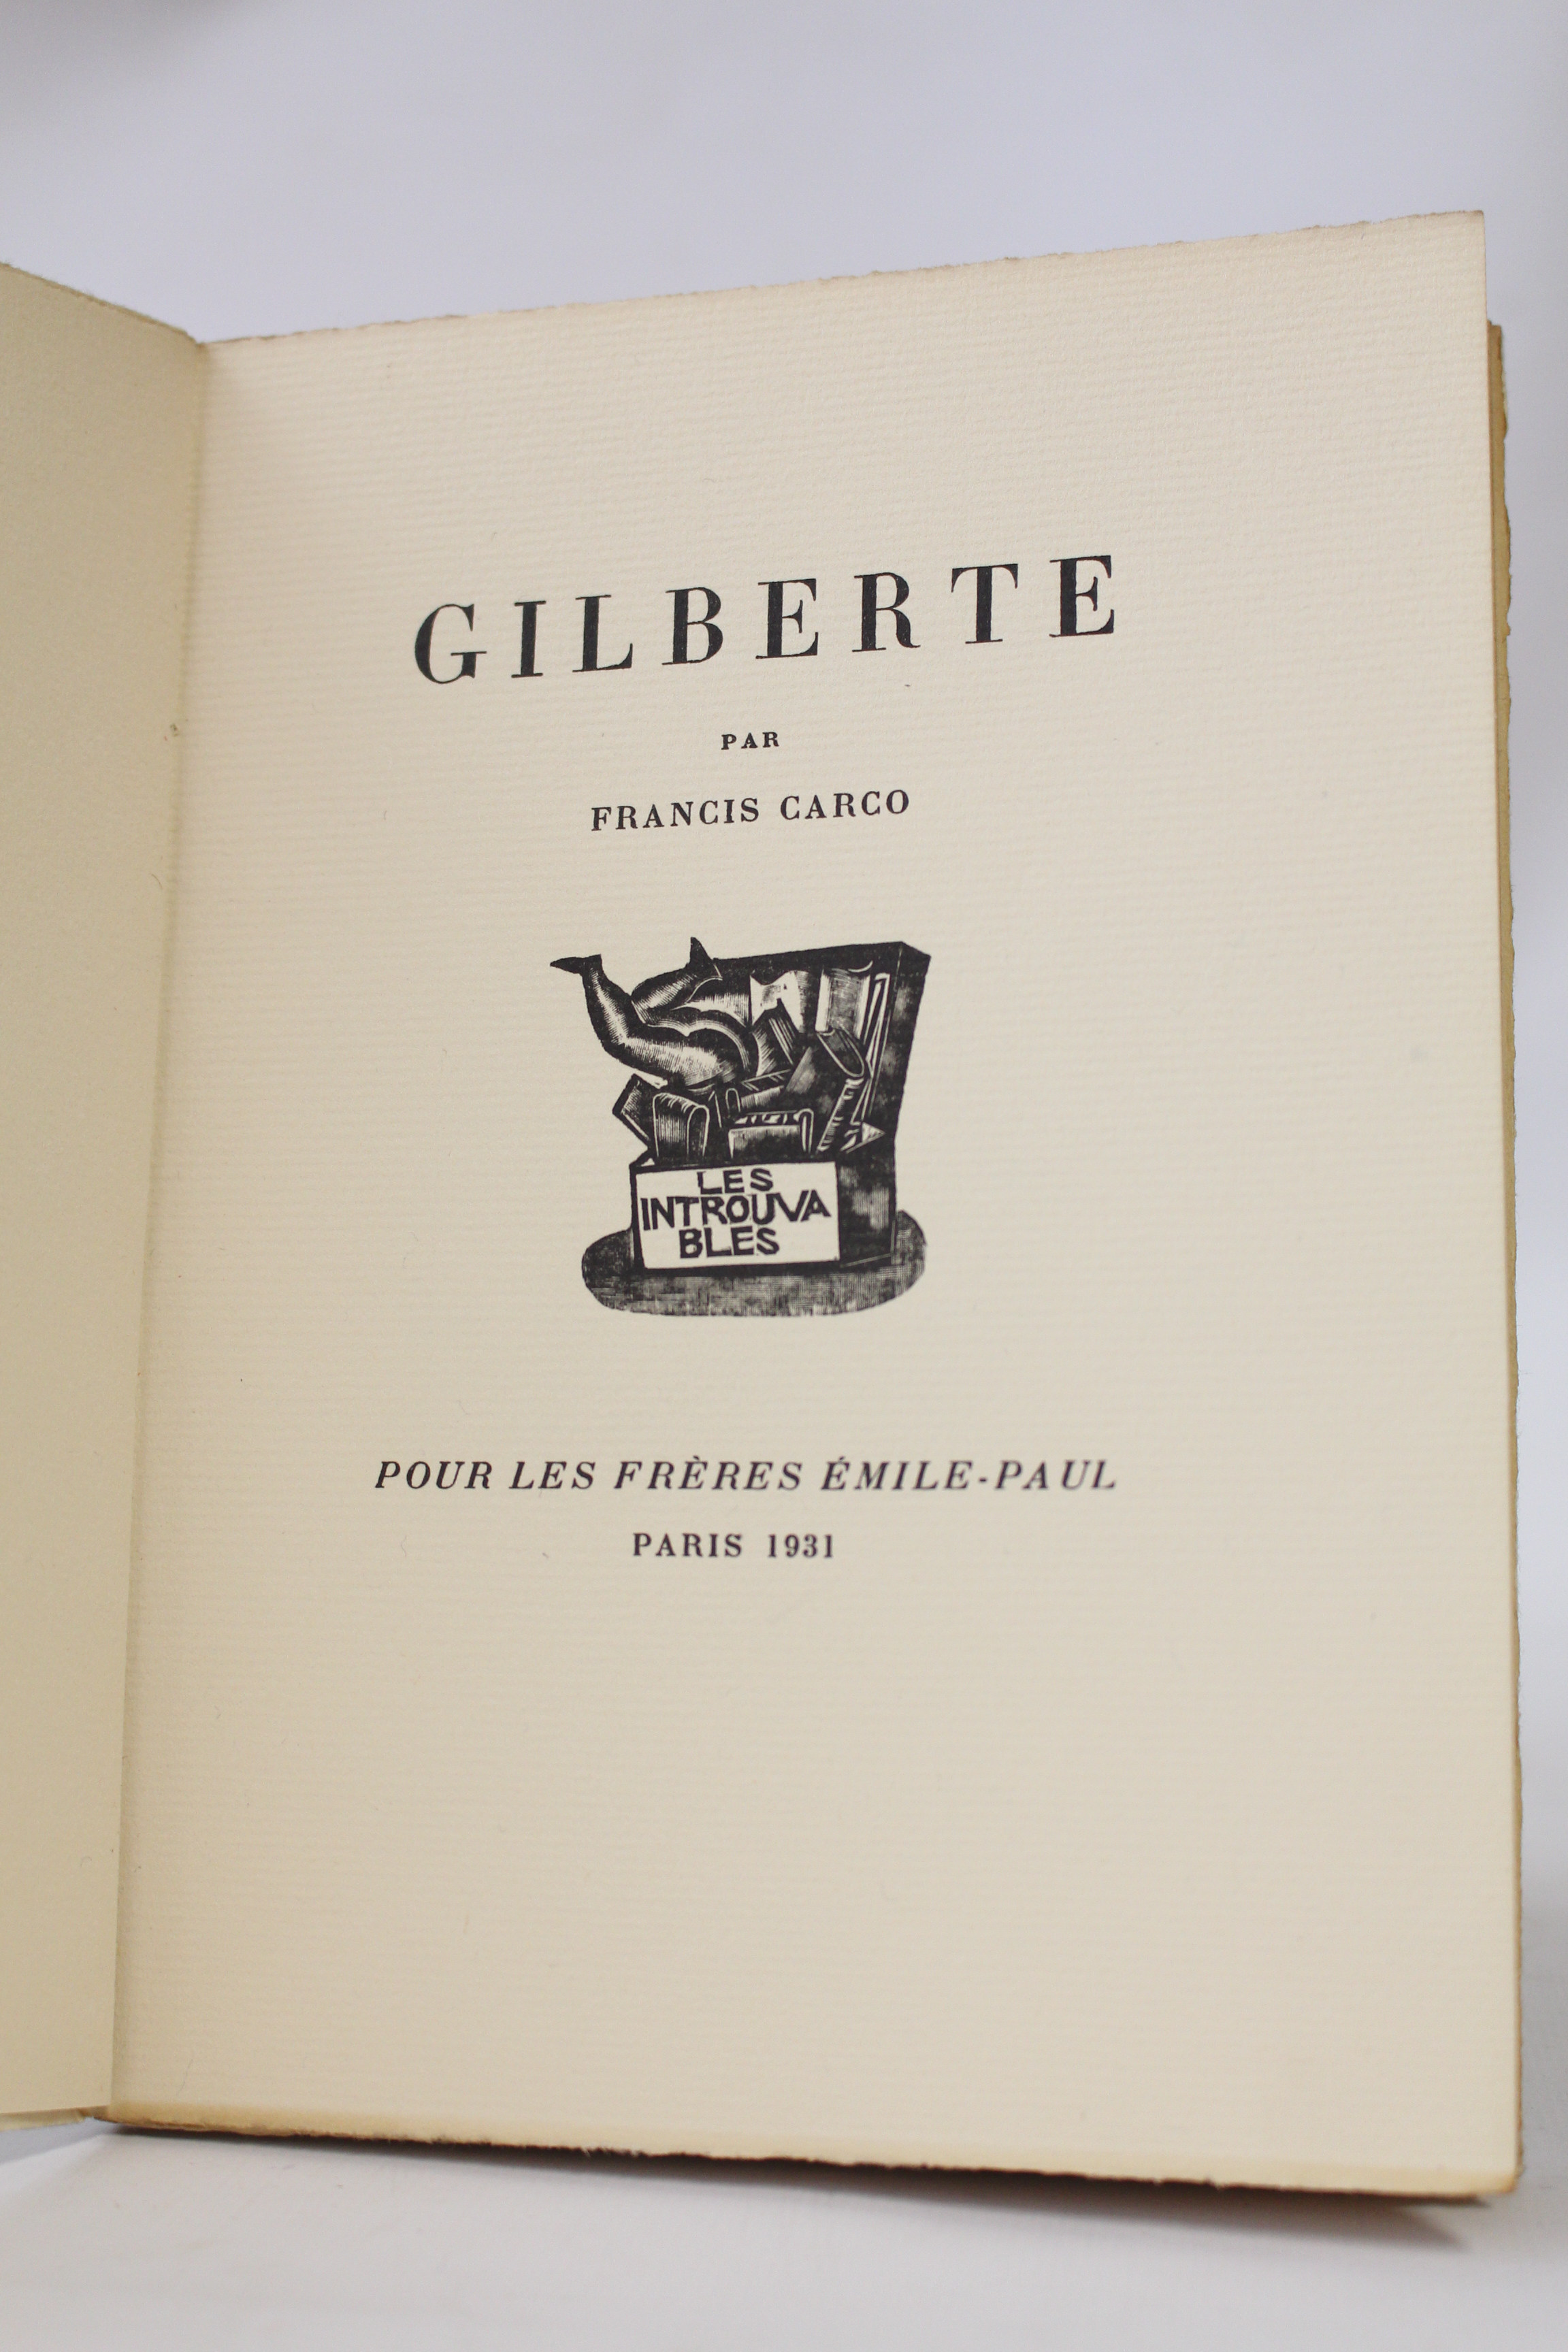 GILBERTE
PAR
FRANCIS CARCO
LES
INTROUVA
BLES
POUR LES FRÈRES ÉMILE-PAUL
PARIS 1931